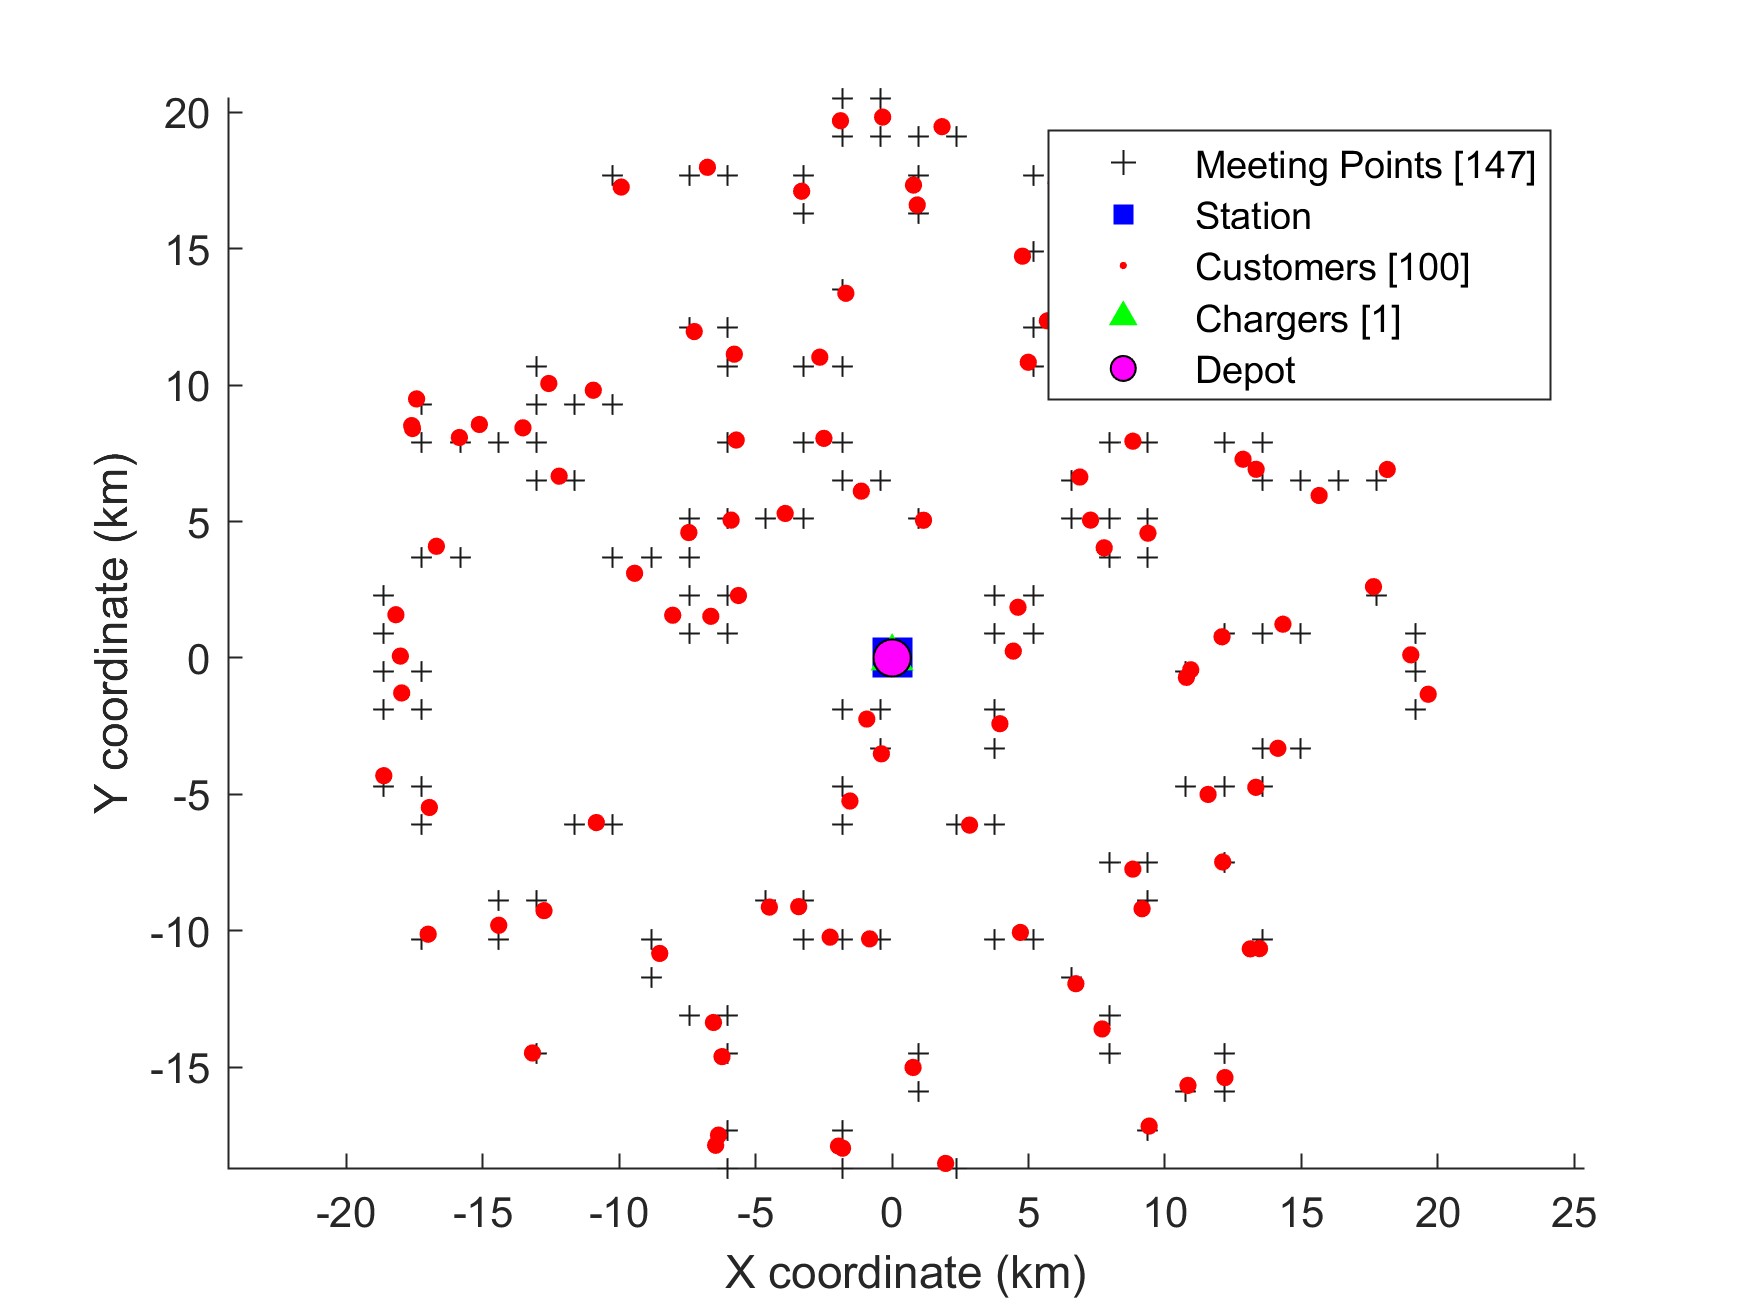 20
15
10
5
0
-5
-10
-15
Y coordinate (km)
Meeting Points [147]
Station
Customers [100]
Chargers [1]
Depot
-20 -15 -10 -5 0 5 10 15 20 25
X coordinate (km)